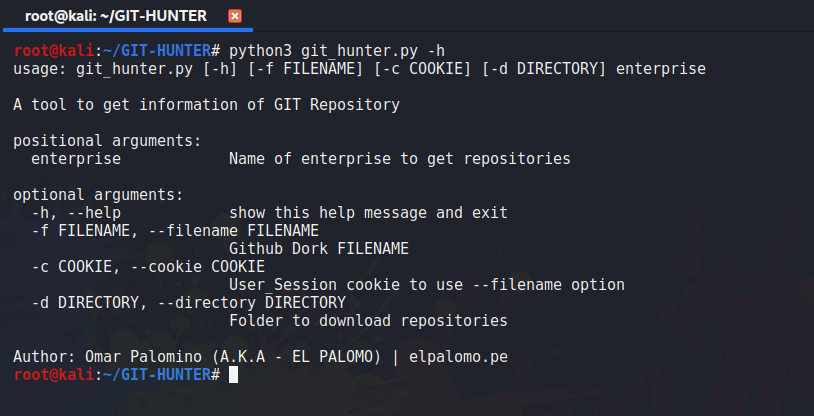 root@kali: ~/GIT-HUNTER
root@kali:~/GIT-HUNTER# python3 git_hunter.py -h
usage: git_hunter.py [-h] [-f FILENAME] [-c COOKIE] [-d DIRECTORY] enterprise
A tool to get information of GIT Repository
positional arguments:
enterprise Name of enterprise to get repositories
optional arguments:
-h, --help show this help message and exit
-f FILENAME, --filename FILENAME
Github Dork FILENAME
-c COOKIE, --cookie COOKIE
User_Session cookie to use --filename option
-d DIRECTORY, --directory DIRECTORY
Folder to download repositories
Author: Omar Palomino (A.K.A - EL PALOMO) | elpalomo.pe
root@kali:~/GIT-HUNTER#